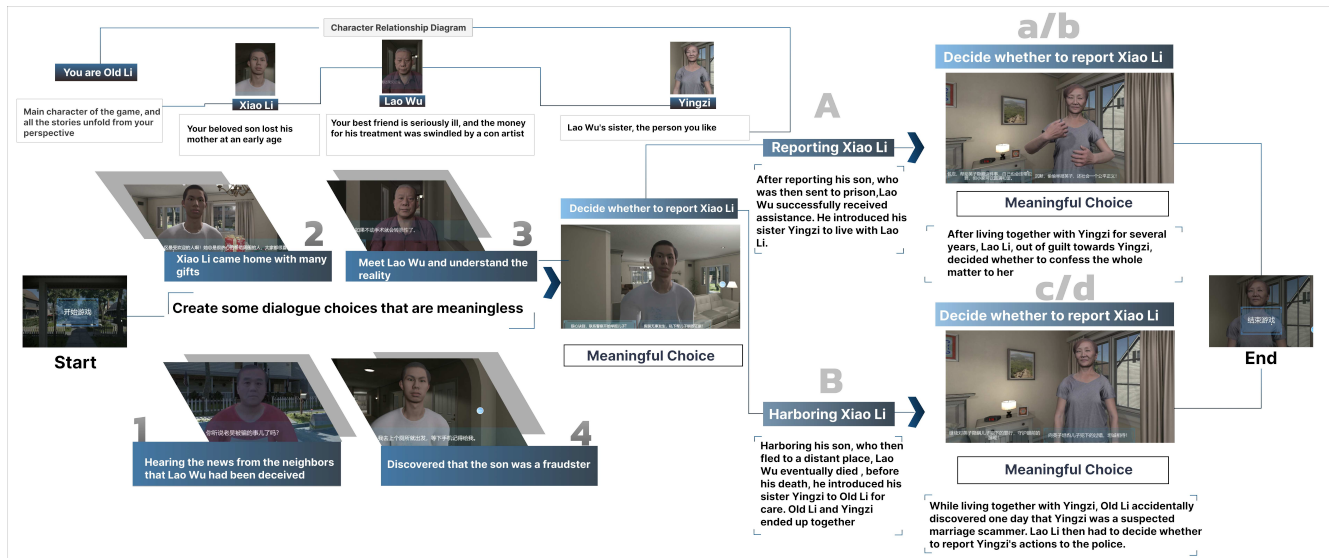 Character Relationship Diagram
You are Old Li
Main character of the game, and
all the stories unfold from your
perspective
Xiao Li
Your beloved son lost his
mother at an early age
Lao Wu
Your best friend is seriously ill, and the money
for his treatment was swindled by a con artist
Yingzi
Lao Wu's sister, the person you like
2
Xiao Li came home with many
gifts
3
Meet Lao Wu and understand the
reality
开始游戏
Start
Create some dialogue choices that are meaningless
1
你听说老吴被骗的事儿了吗?
Hearing the news from the neighbors
that Lao Wu had been deceived
4
Discovered that the son was a fraudster
Decide whether to report Xiao Li
Meaningful Choice
A
Reporting Xiao Li
After reporting his son, who
was then sent to prison,Lao
Wu successfully received
assistance. He introduced his
sister Yingzi to live with Lao
Li.
B
Harboring Xiao Li
Harboring his son, who then
fled to a distant place, Lao
Wu eventually died , before
his death, he introduced his
sister Yingzi to Old Li for
care. Old Li and Yingzi
ended up together
a/b
Decide whether to report Xiao Li
Meaningful Choice
After living together with Yingzi for several
years, Lao Li, out of guilt towards Yingzi,
decided whether to confess the whole
matter to her
c/d
Decide whether to report Xiao Li
Meaningful Choice
While living together with Yingzi, Old Li accidentally
discovered one day that Yingzi was a suspected
marriage scammer. Lao Li then had to decide whether
to report Yingzi's actions to the police.
结束游戏
End